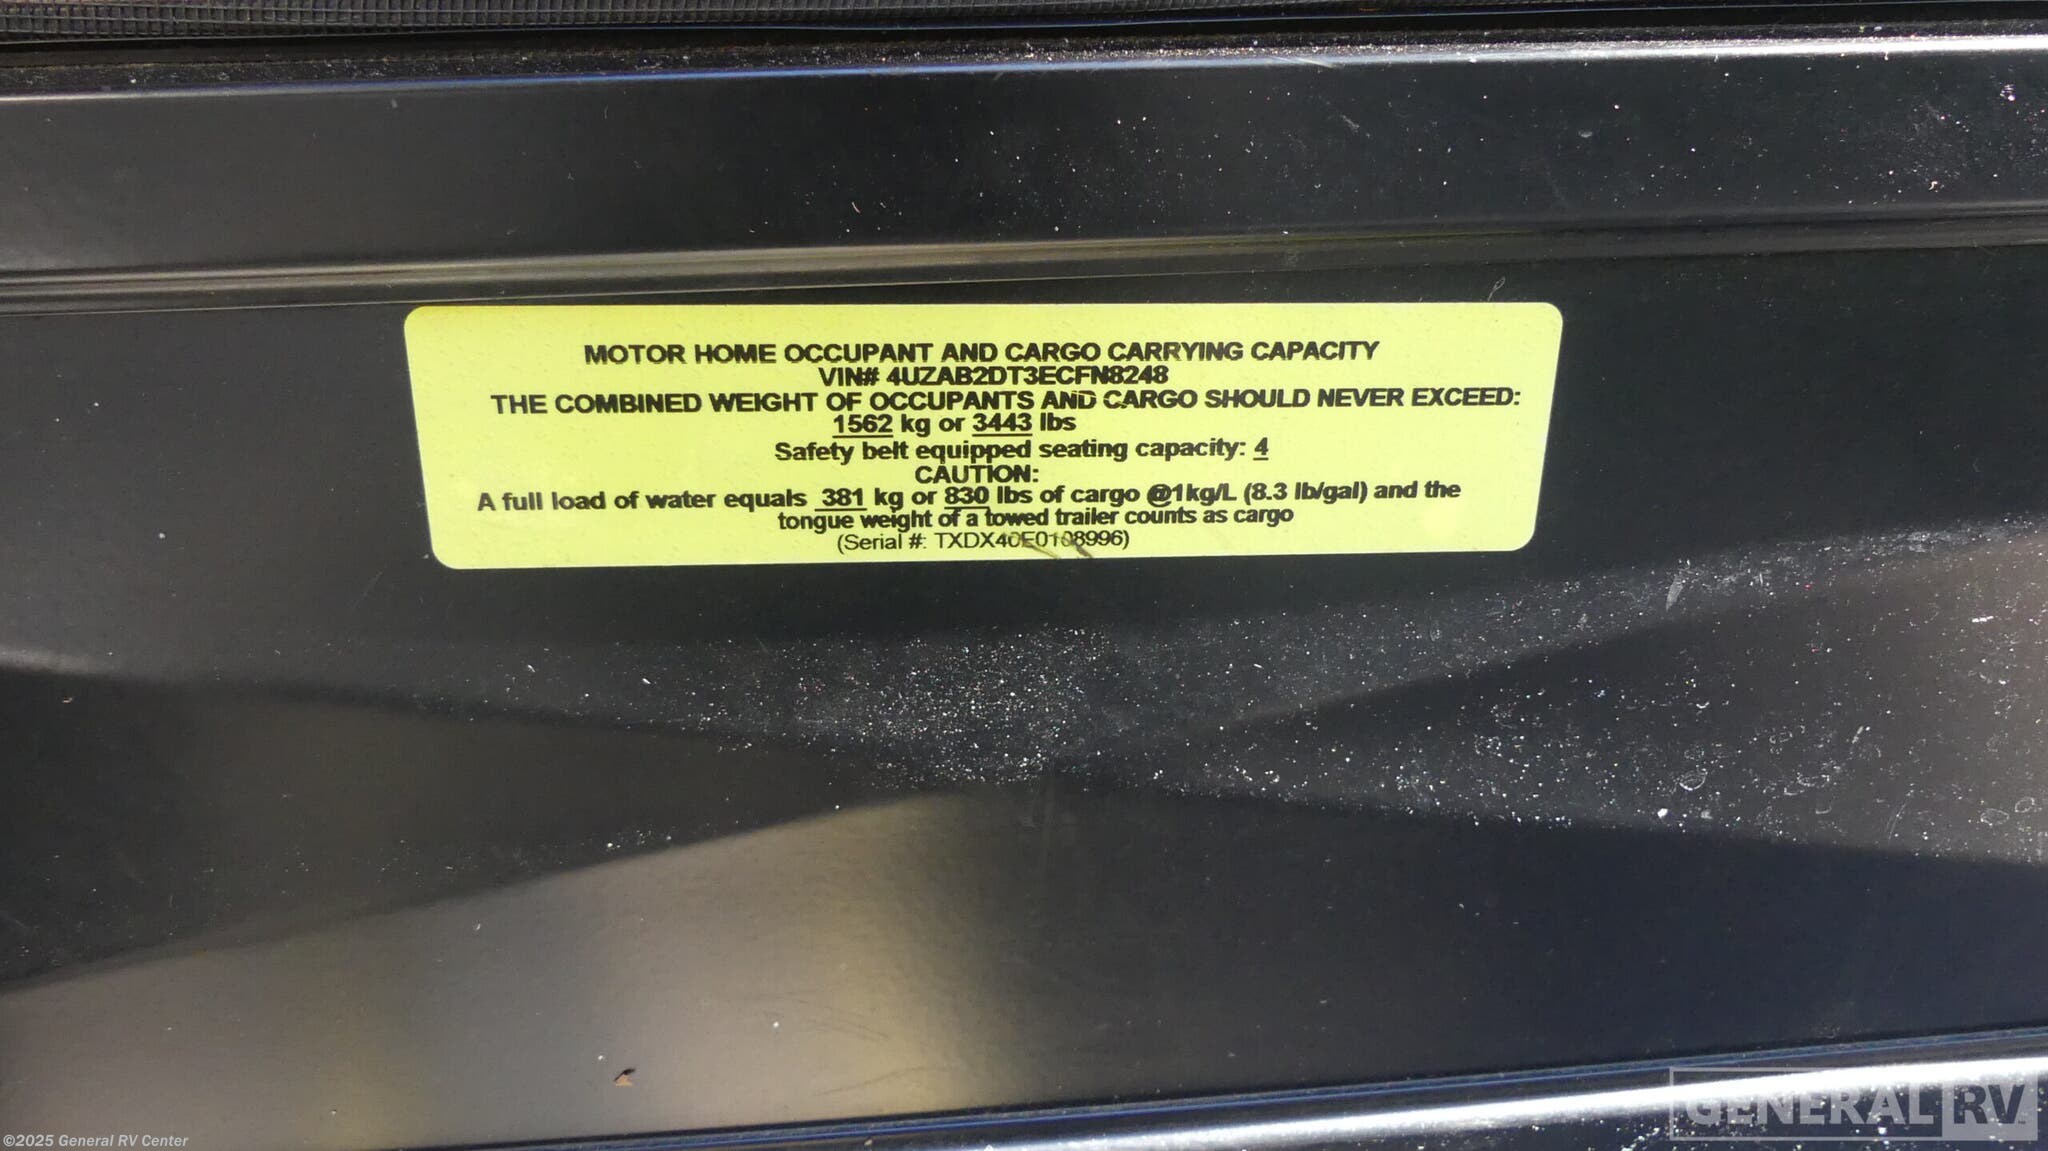 MOTOR HOME OCCUPANT AND CARGO CARRYING CAPACITY
VIN# 4UZAB2DT3ECFN8248
THE COMBINED WEIGHT OF OCCUPANTS AND CARGO SHOULD NEVER EXCEED:
1562 kg or 3443 lbs
Safety belt equipped seating capacity: 4
CAUTION:
A full load of water equals 381 kg or 830 lbs of cargo @1kg/L (8.3 lb/gal) and the
tongue weight of a towed trailer counts as cargo
(Serial #: TXDX40E0108996)
GENERAL RV
©2025 General RV Center